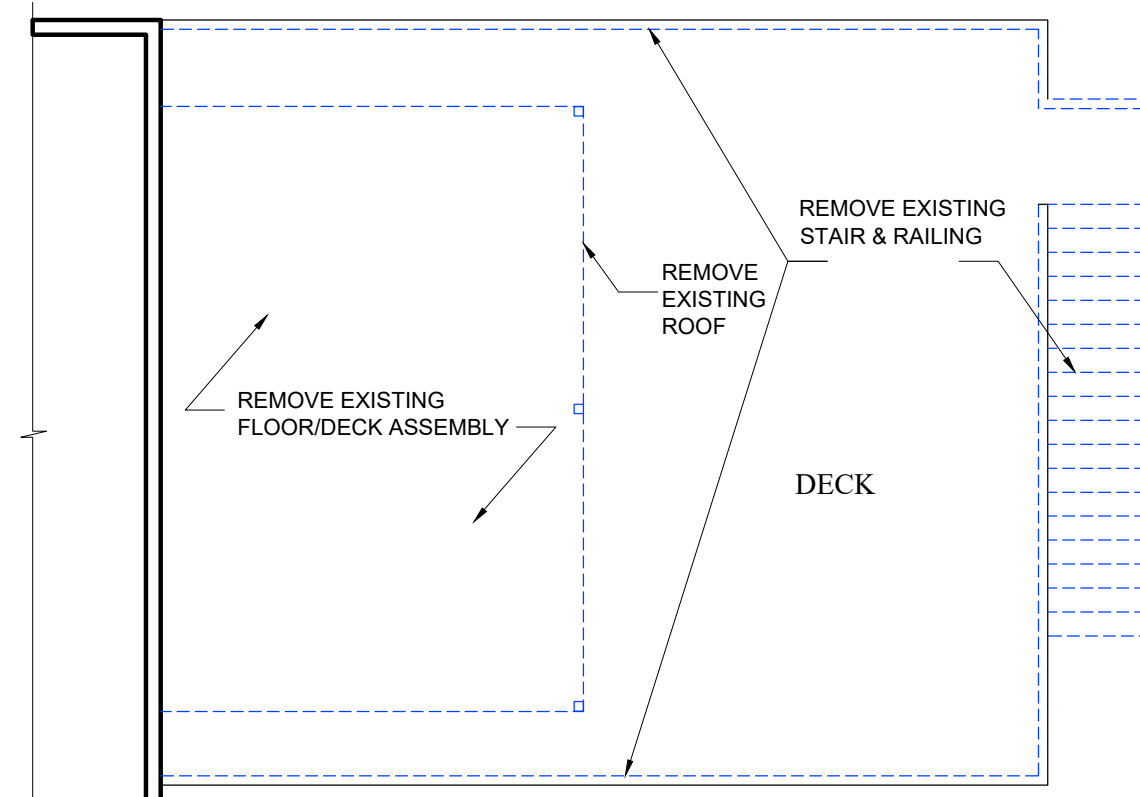 REMOVE EXISTING
STAIR & RAILING
REMOVE
EXISTING
ROOF
REMOVE EXISTING
FLOOR/DECK ASSEMBLY
DECK